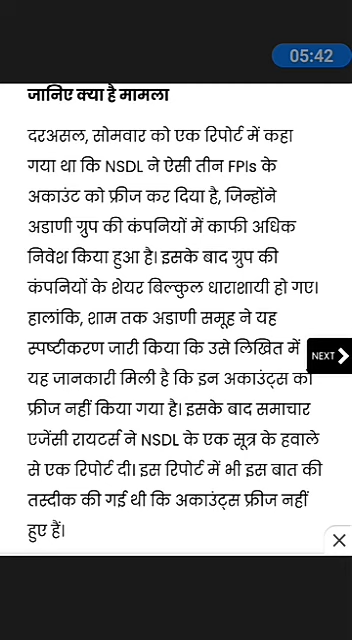 05:42
जानिए क्या है मामला
दरअसल, सोमवार को एक रिपोर्ट में कहा
गया था कि NSDL ने ऐसी तीन FPIs के
अकाउंट को फ्रीज कर दिया है, जिन्होंने
अडाणी ग्रुप की कंपनियों में काफी अधिक
निवेश किया हुआ है। इसके बाद ग्रुप की
कंपनियों के शेयर बिल्कुल धाराशायी हो गए।
हालांकि, शाम तक अडाणी समूह ने यह
स्पष्टीकरण जारी किया कि उसे लिखित में
NEXT
यह जानकारी मिली है कि इन अकाउंट्स को
फ्रीज नहीं किया गया है। इसके बाद समाचार
एजेंसी रायटर्स ने NSDL के एक सूत्र के हवाले
से एक रिपोर्ट दी। इस रिपोर्ट में भी इस बात की
तस्दीक की गई थी कि अकाउंट्स फ्रीज नहीं
हुए हैं।